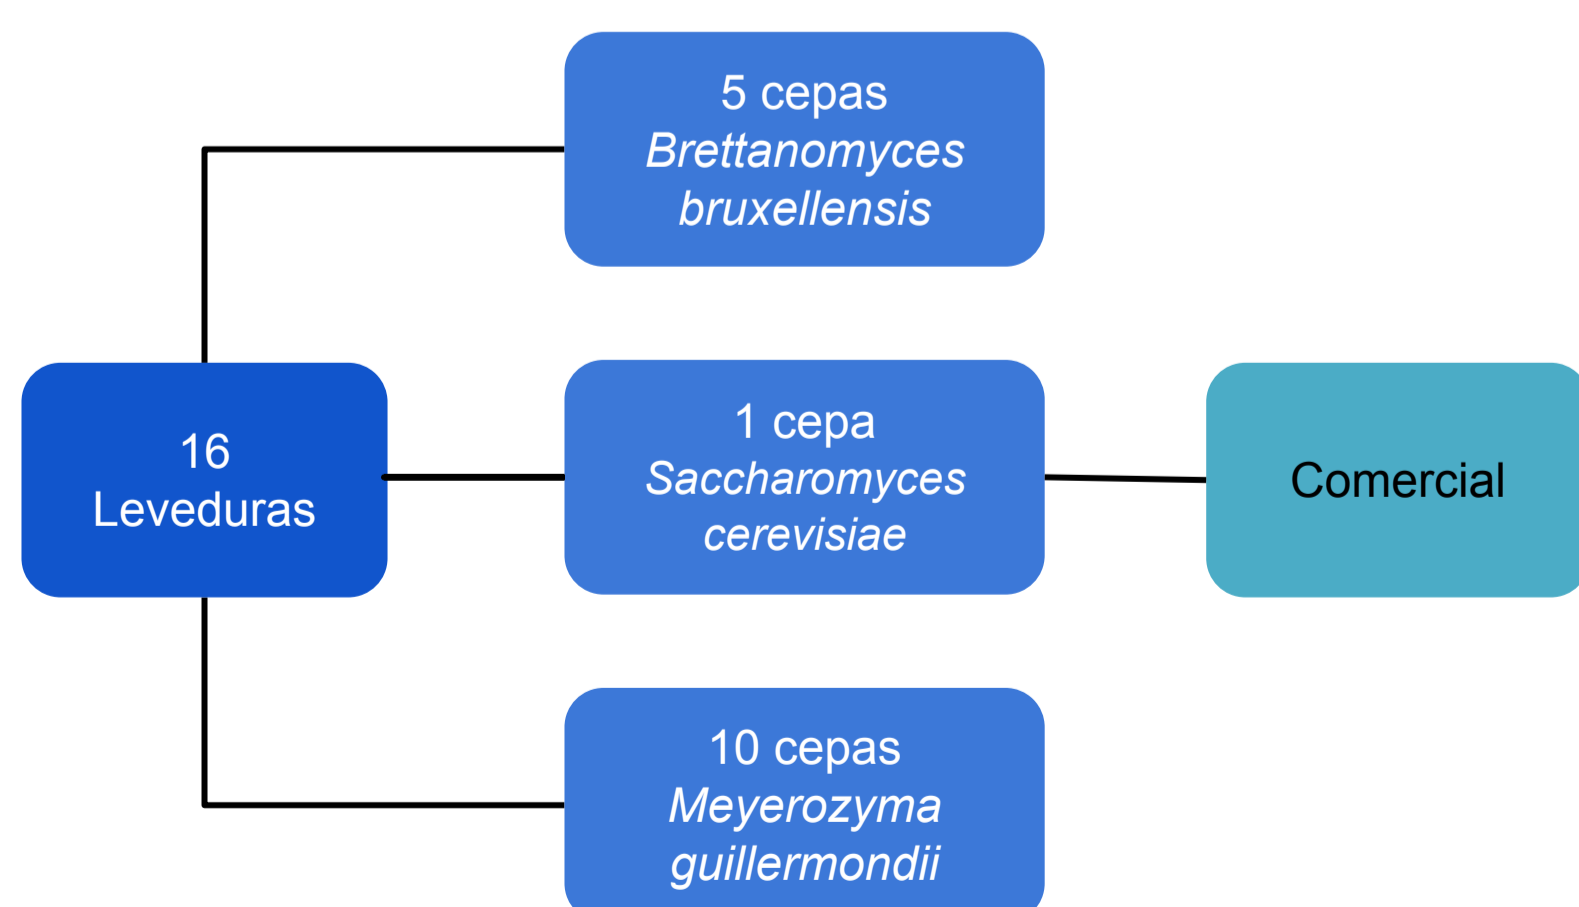 5 cepas
Brettanomyces
bruxellensis
16
Leveduras
1 cepa
Saccharomyces
cerevisiae
Comercial
10 cepas
Meyerozyma
guillermondii